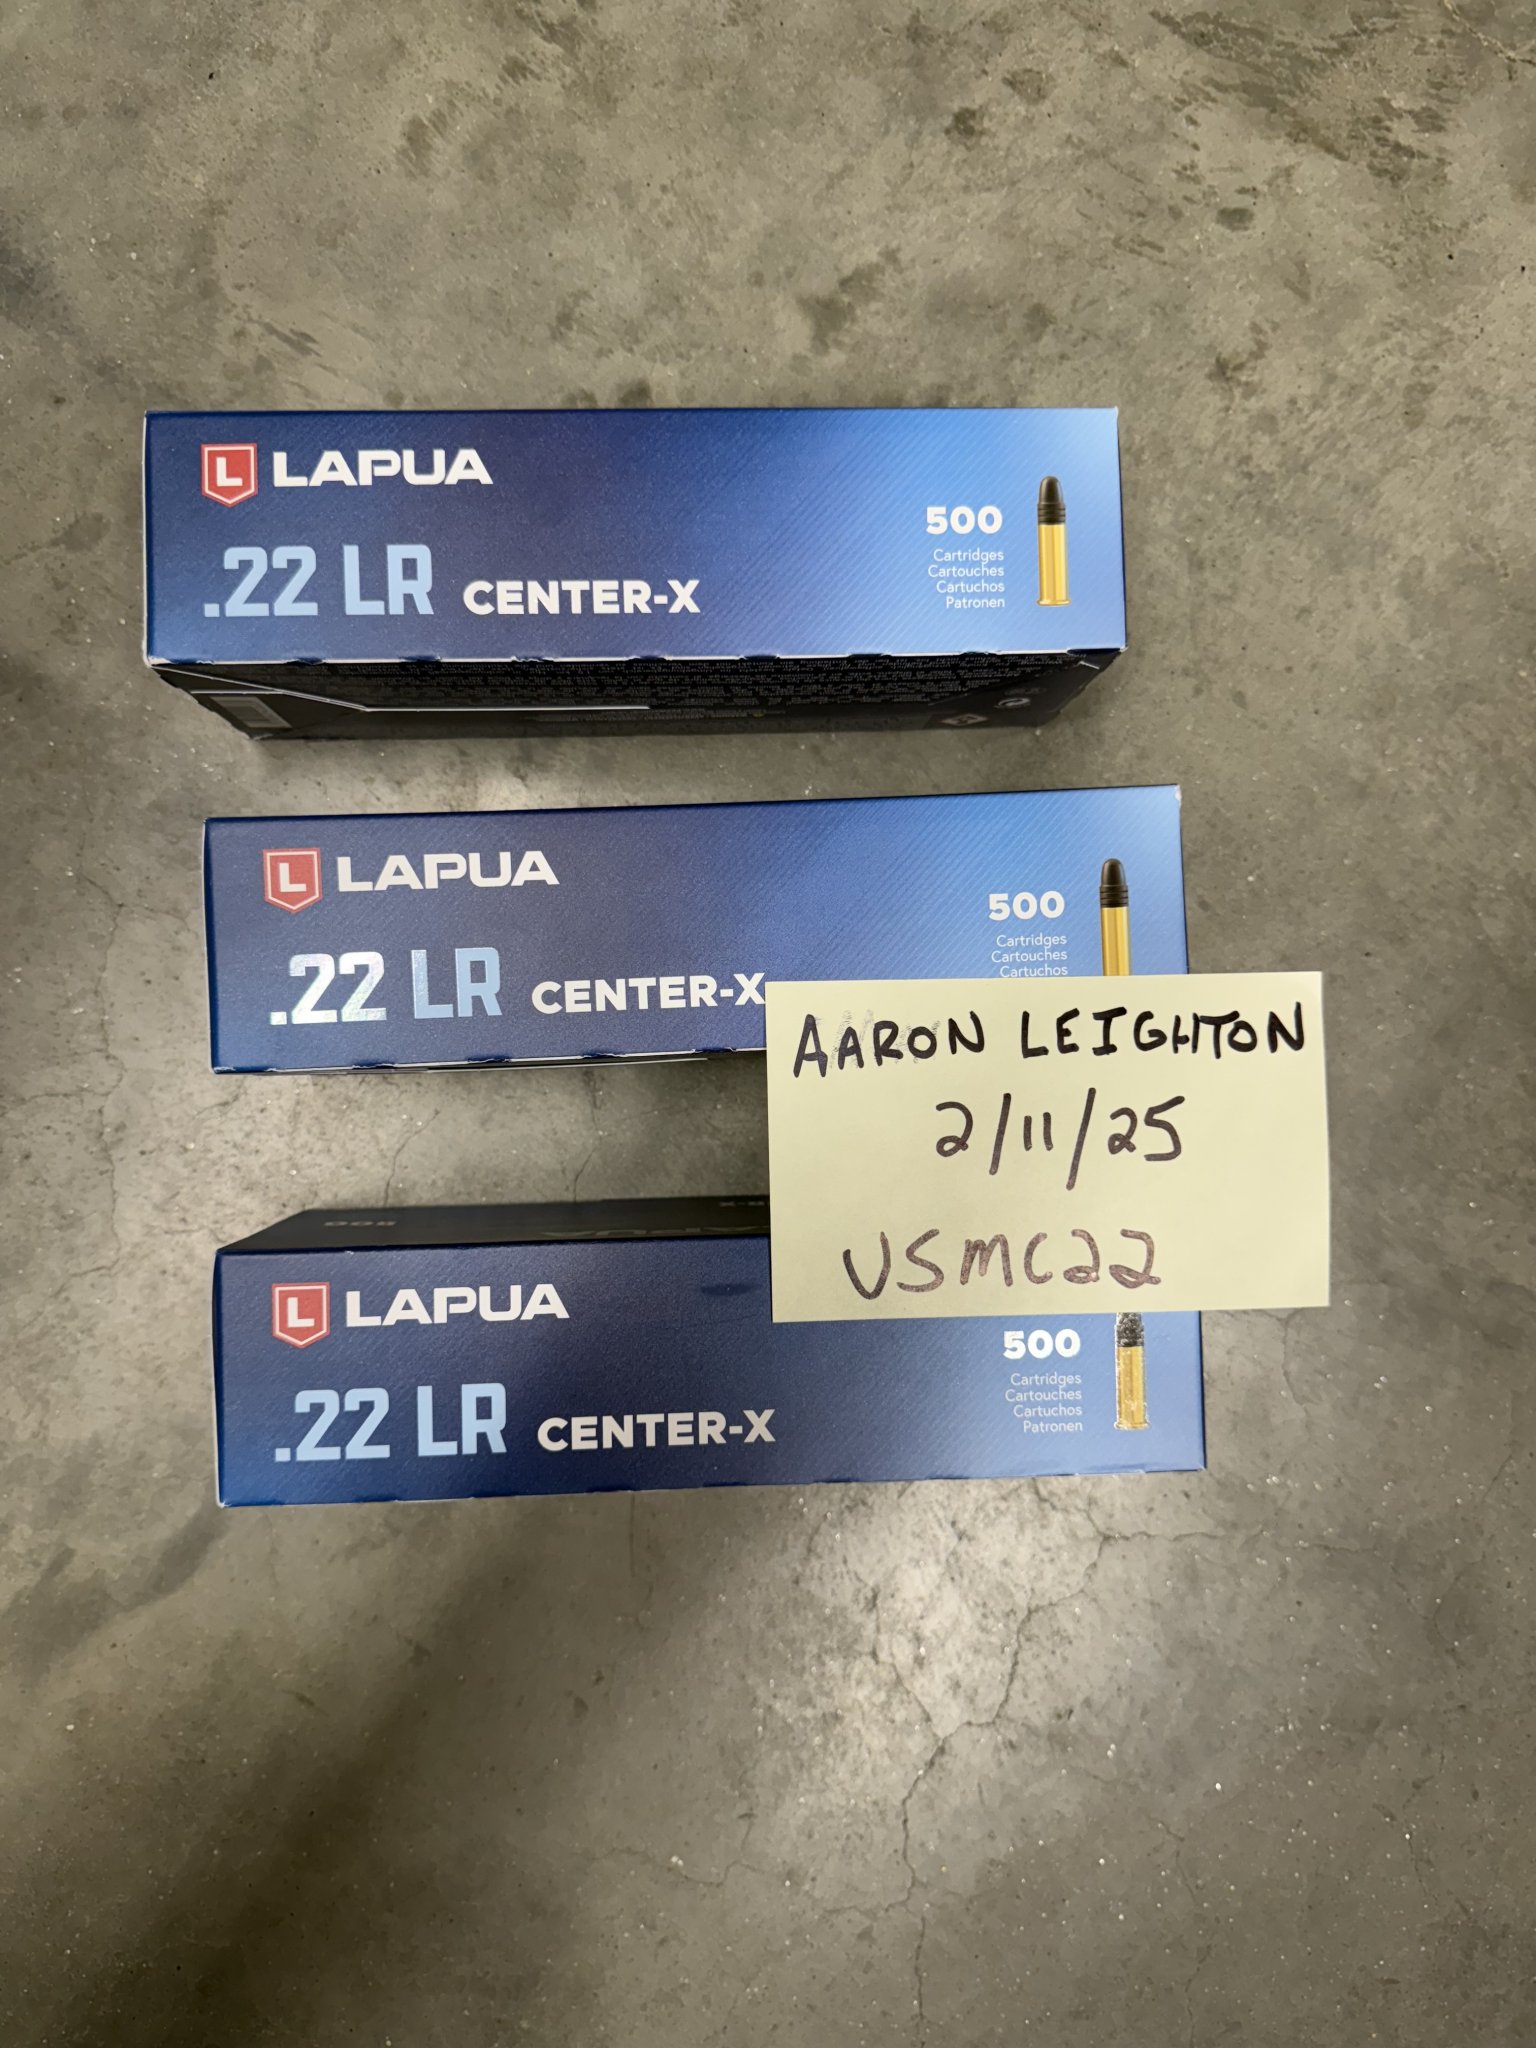 L LAPUA
.22 LR CENTER-X
500
Cartridges
Cartouches
Cartuchos
Patronen
L LAPUA
.22 LR CENTER-X
500
Cartridges
Cartouches
Cartuchos
AARON LEIGHTON
2/11/25
USMC22
500
L LAPUA
.22 LR CENTER-X
500
Cartridges
Cartouches
Cartuchos
Patronen